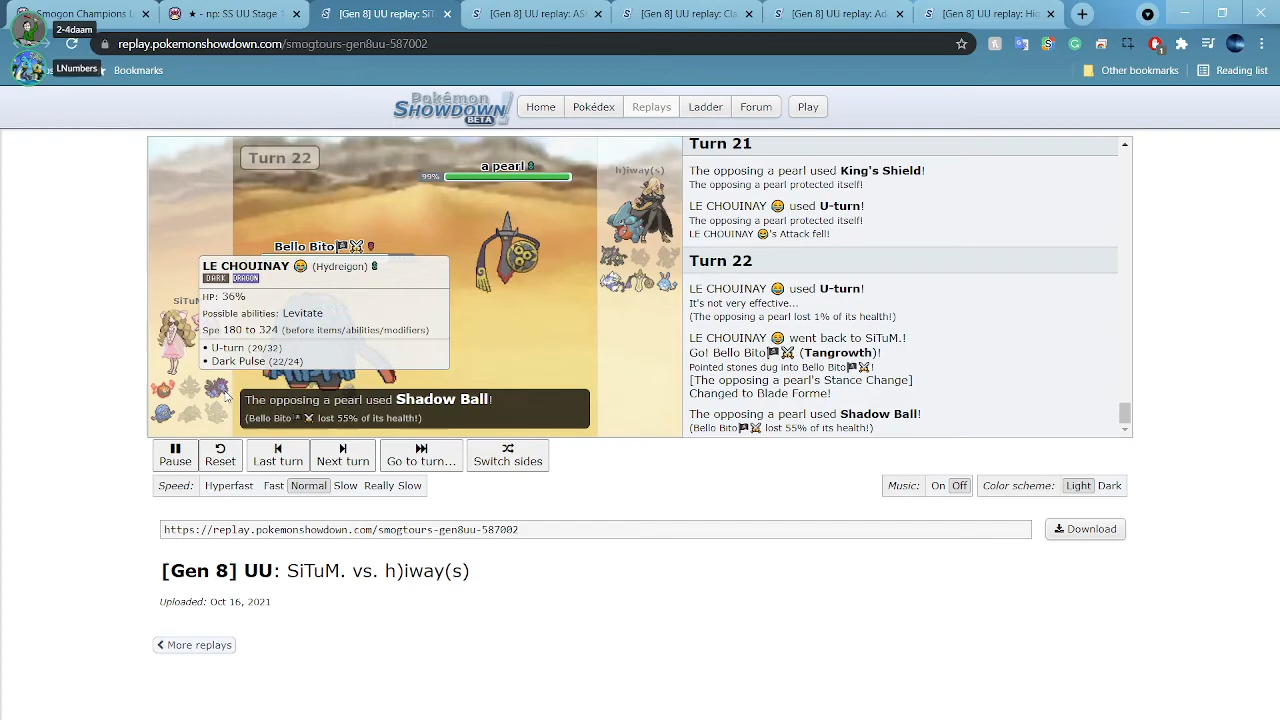 Smogon Champions L
★ - np: SS UU Stage 1
[Gen 8] UU replay: SiT
[Gen 8] UU replay: AS
[Gen 8] UU replay: Cla
[Gen 8] UU replay: Ad
[Gen 8] UU replay: Hig
2-4daam
replay.pokemonshowdown.com/smogtours-gen8uu-587002
LNumbers
Bookmarks
Other bookmarks
Reading list
Pokémon
SHOWDOWN!
BETA
Home
Pokédex
Replays
Ladder
Forum
Play
Turn 22
a pearl
99%
h)iway(s)
Bello Bito
LE CHOUINAY 😂 (Hydreigon)
DARK DRAGON
HP: 36%
Possible abilities: Levitate
Spe 180 to 324 (before items/abilities/modifiers)
• U-turn (29/32)
• Dark Pulse (22/24)
The opposing a pearl used Shadow Ball!
(Bello Bito🏴⚔ lost 55% of its health!)
Turn 21
The opposing a pearl used King's Shield!
The opposing a pearl protected itself!
LE CHOUINAY 😂 used U-turn!
The opposing a pearl protected itself!
LE CHOUINAY 😂's Attack fell!
Turn 22
LE CHOUINAY 😂 used U-turn!
It's not very effective...
(The opposing a pearl lost 1% of its health!)
LE CHOUINAY 😂 went back to SiTuM.!
Go! Bello Bito🏴⚔ (Tangrowth)!
Pointed stones dug into Bello Bito🏴⚔!
[The opposing a pearl's Stance Change]
Changed to Blade Forme!
The opposing a pearl used Shadow Ball!
(Bello Bito🏴⚔ lost 55% of its health!)
Pause
Reset
Last turn
Next turn
Go to turn...
Switch sides
Speed: Hyperfast Fast Normal Slow Really Slow
Music: On Off
Color scheme: Light Dark
https://replay.pokemonshowdown.com/smogtours-gen8uu-587002
Download
[Gen 8] UU: SiTuM. vs. h)iway(s)
Uploaded: Oct 16, 2021
More replays